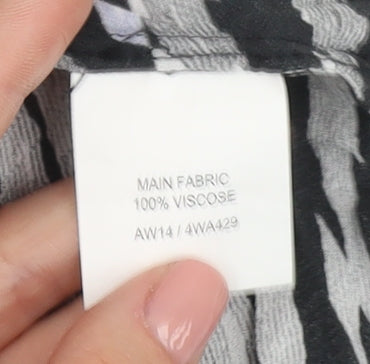 MAIN FABRIC
100% VISCOSE
AW14 / 4WA429